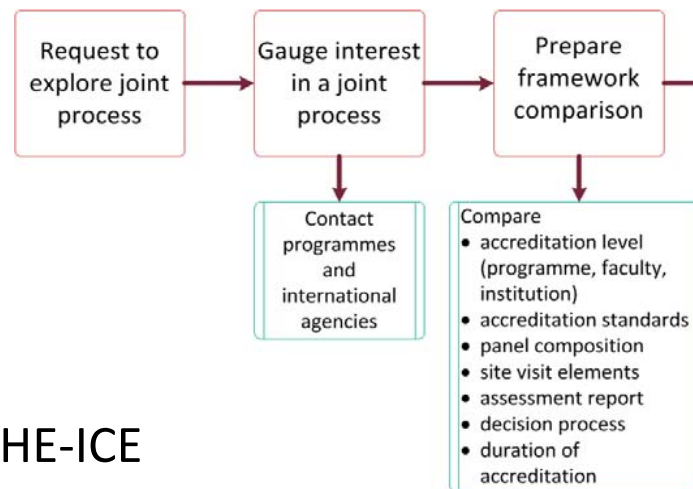 Request to
explore joint
process
Gauge interest
in a joint
process
Prepare
framework
comparison
Contact
programmes
and
international
agencies
Compare
• accreditation level
(programme, faculty,
institution)
• accreditation standards
• panel composition
• site visit elements
• assessment report
• decision process
• duration of
accreditation
HE-ICE